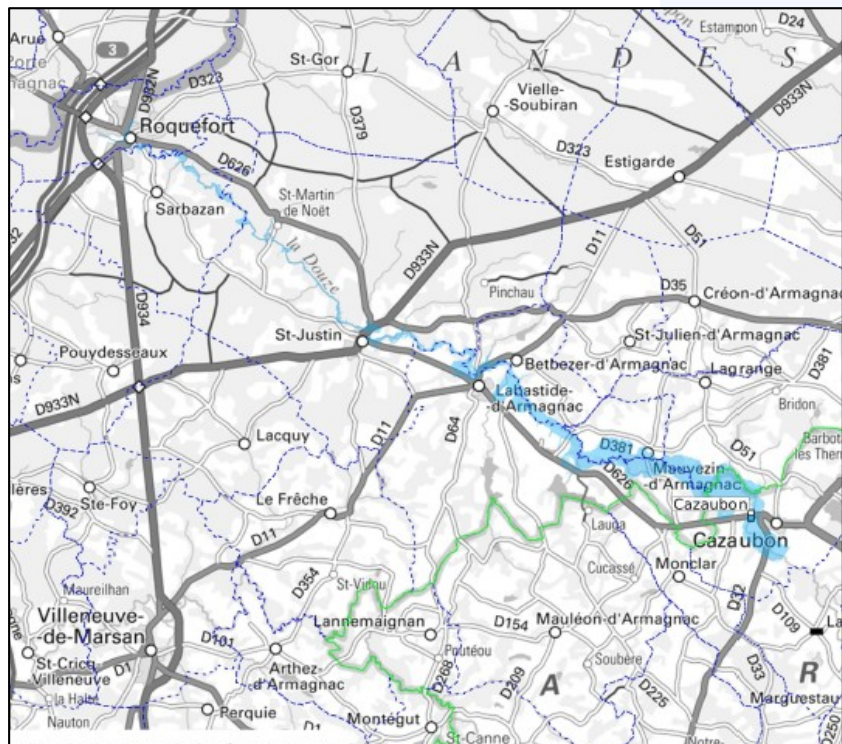 Arué
3
St-Gor
L A N D E S
Estampon
D24
Porte
D323
D932N
D379
Vielle-
-Soubiran
D933N
Roquefort
D626
D323
Estigarde
Sarbazan
St-Martin
de Noët
la Douze
D933N
D11
D51
D934
Pinchau
D35
Créon-d'Armagnac
St-Justin
St-Julien-d'Armagnac
Pouydesseaux
Betbezer-d'Armagnac
D381
Labastide-
-d'Armagnac
Lagrange
D933N
D11
D64
Bridon
Lacquy
D381
D51
Mauvezin
-d'Armagnac
D626
D392
Ste-Foy
Le Frêche
Cazaubon
Lauga
Cazaubon
D11
Cucassé
Monclar
D354
St-Vidou
Maureilhan
D32
Villeneuve-
-de-Marsan
Lannemaignan
D154
Mauléon-d'Armagnac
D109
D101
Poutéou
St-Cricq
Villeneuve
D1
Arthez-
d'Armagnac
D268
D209
Soubère
D33
A
R
D225
Marguestau
Nauton
Perquie
D1
Montégut
St-Canne
Notre-
D250